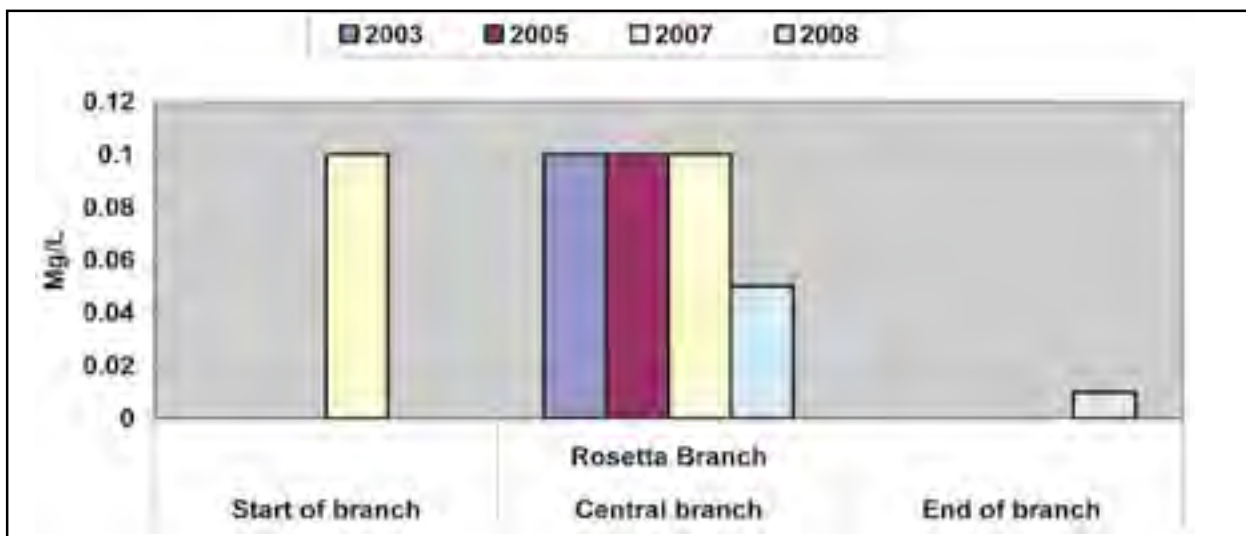 2003 2005 2007 2008
0.12
0.1
0.08
0.06
0.04
0.02
0
Mg/L
Rosetta Branch
Start of branch Central branch End of branch